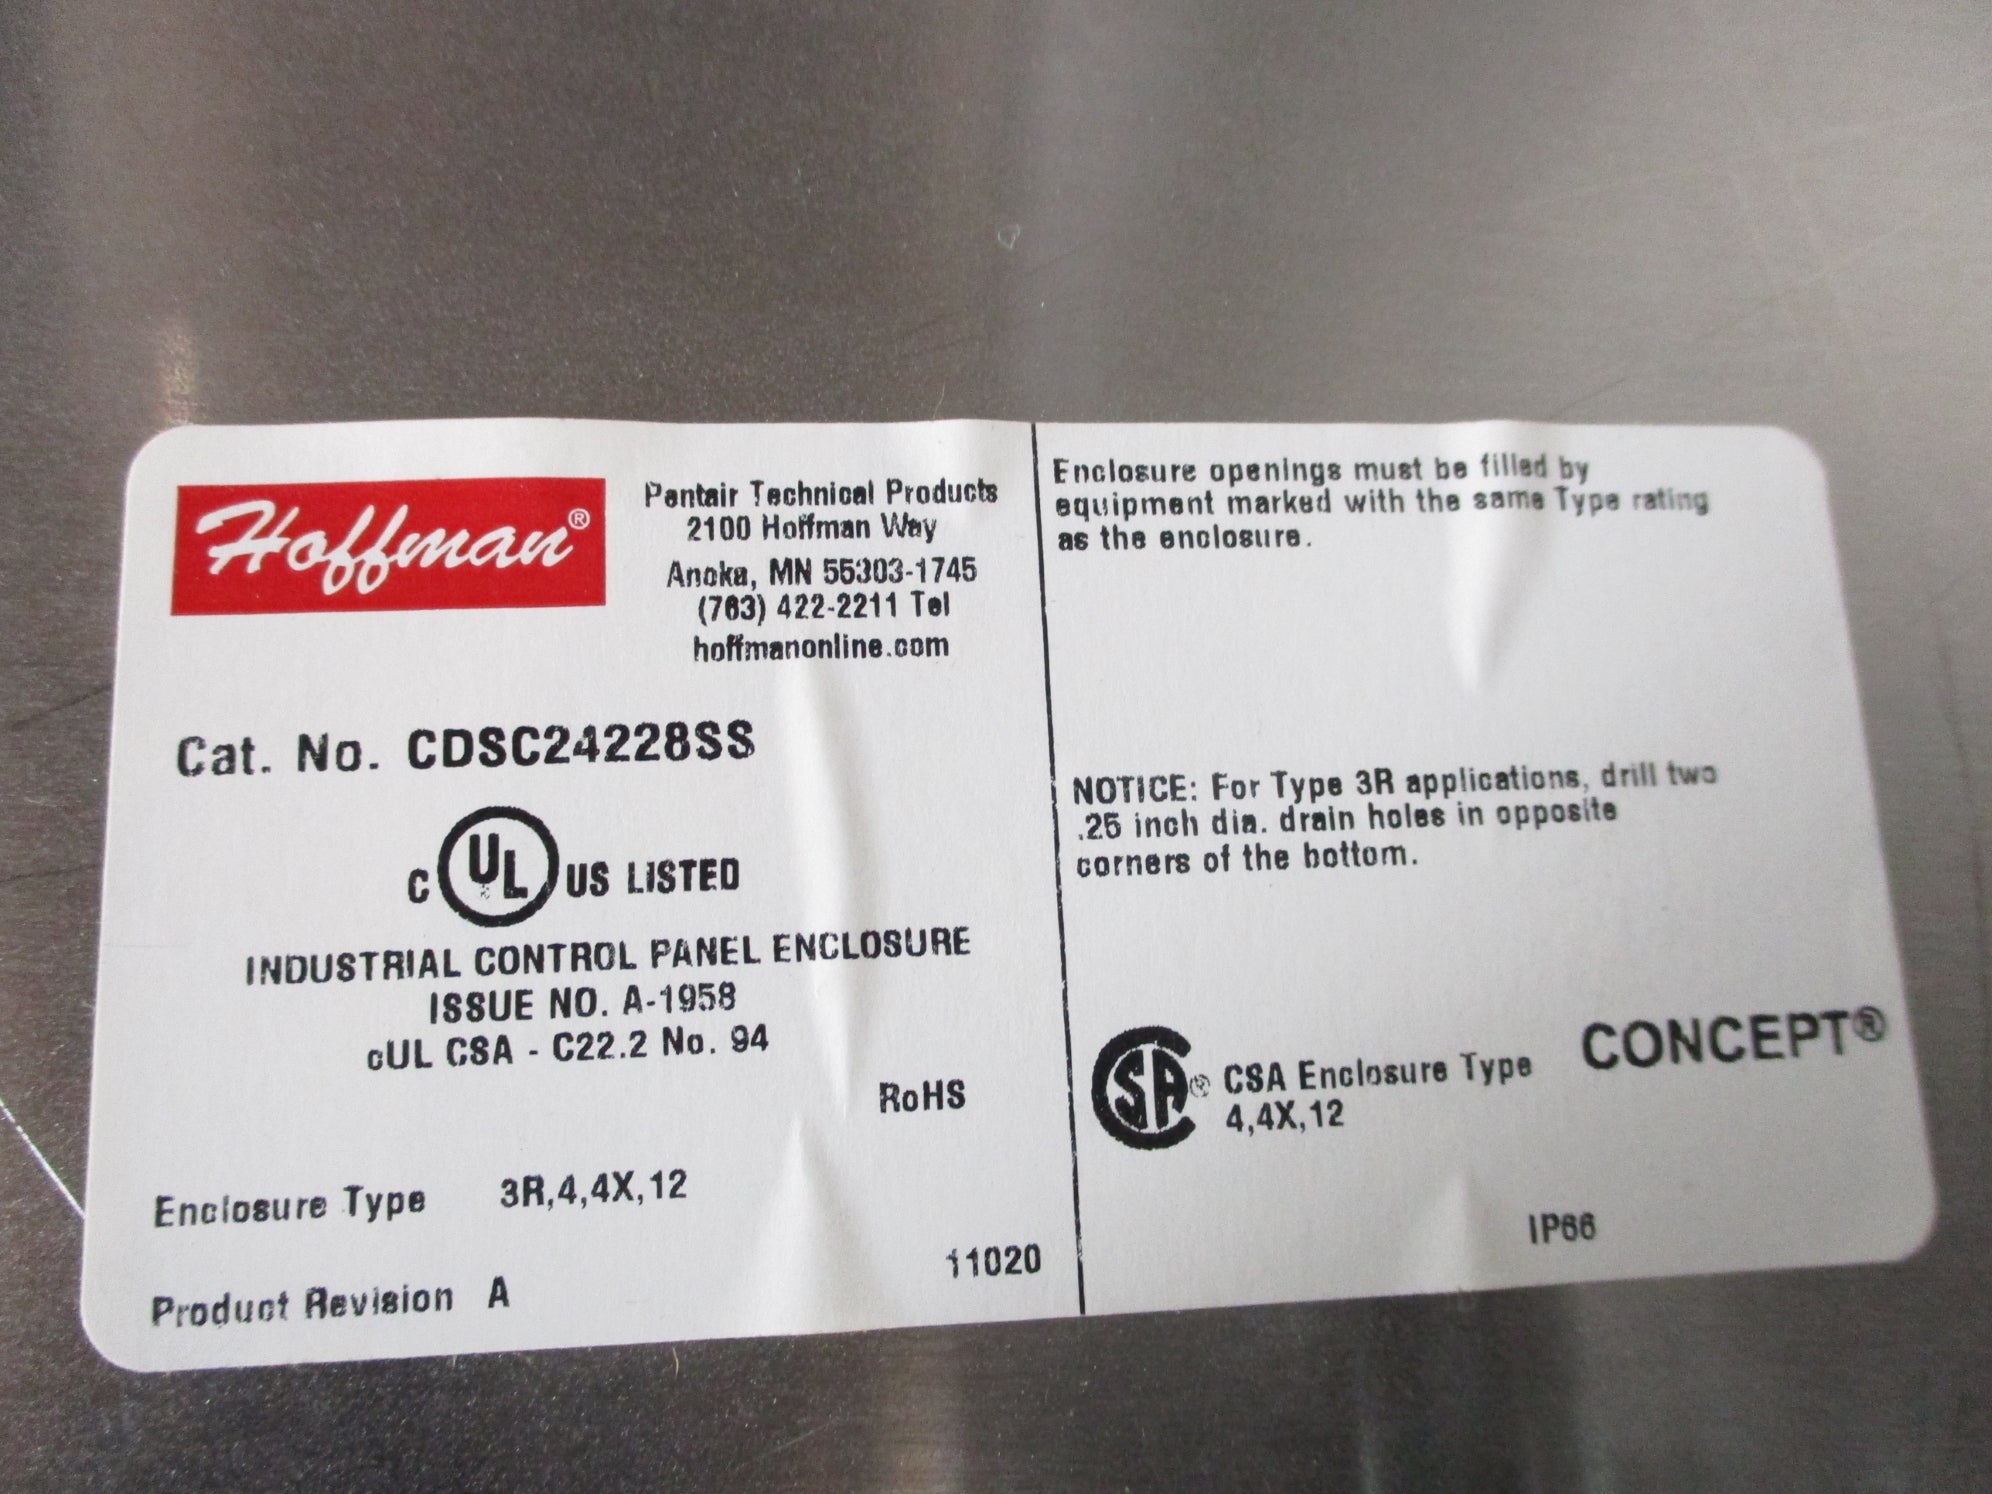 Hoffman®
Pentair Technical Products
2100 Hoffman Way
Anoka, MN 55303-1745
(763) 422-2211 Tel
hoffmanonline.com
Cat. No. CDSC24228SS
c UL US LISTED
INDUSTRIAL CONTROL PANEL ENCLOSURE
ISSUE NO. A-1958
cUL CSA - C22.2 No. 94
RoHS
Enclosure Type 3R,4,4X,12
11020
Product Revision A
Enclosure openings must be filled by
equipment marked with the same Type rating
as the enclosure.
NOTICE: For Type 3R applications, drill two
.25 inch dia. drain holes in opposite
corners of the bottom.
CONCEPT®
SA® CSA Enclosure Type
4,4X,12
IP66